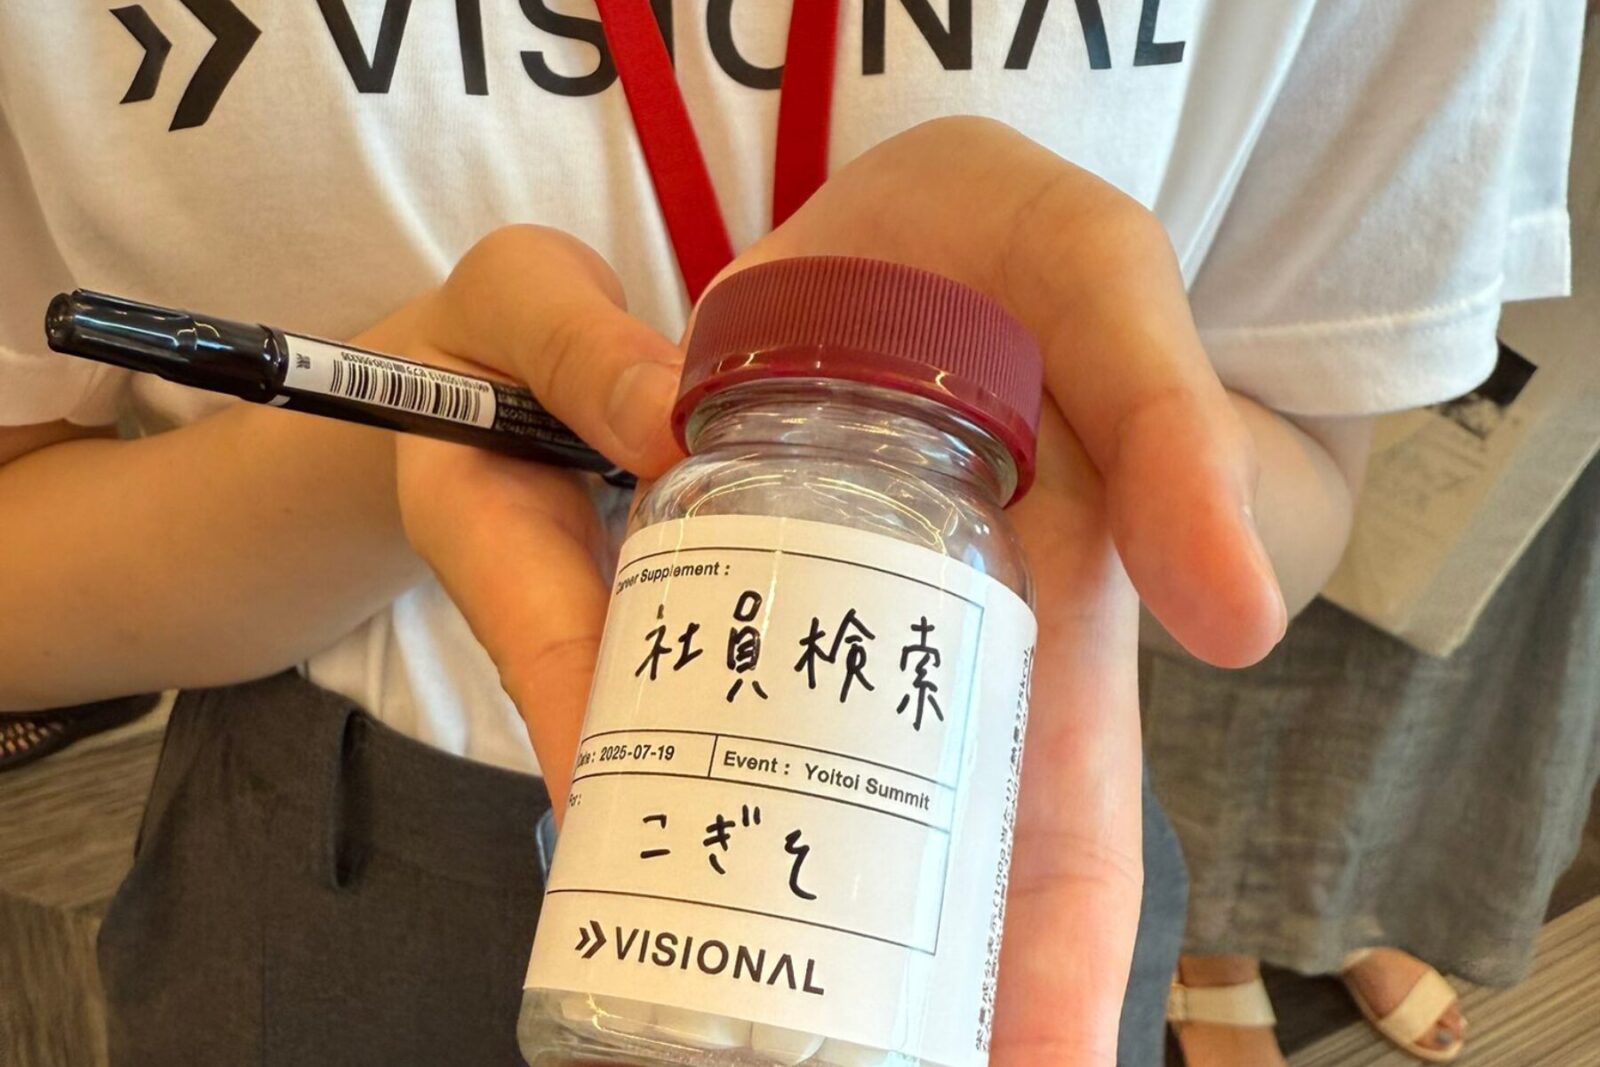 VISIONAL
Career Supplement :
社員検索
Date : 2025-07-19
Event : Yoitoi Summit
For :
こぎそ
VISIONAL